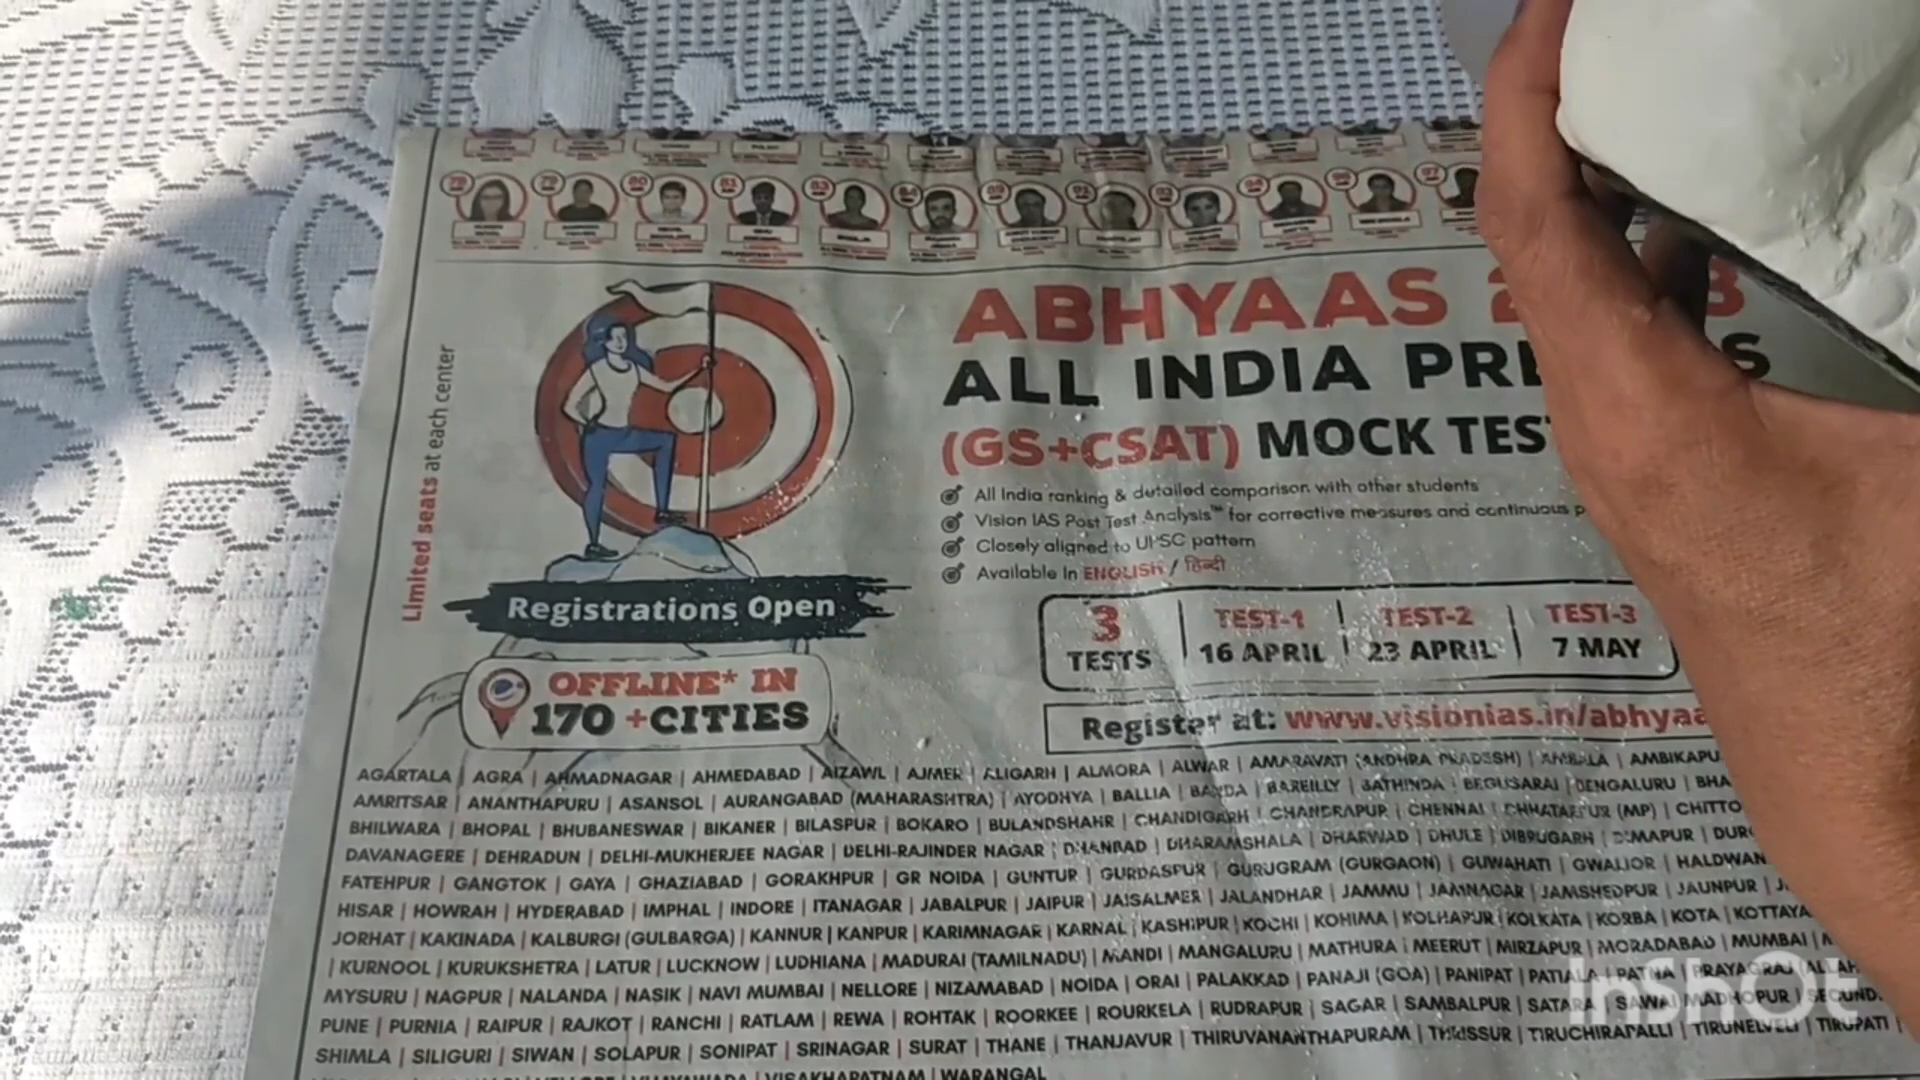 Limited seats at each center
ABHYAAS
ALL INDIA
(GS+CSAT) MOCK
All India ranking & detailed comparison with other students
Vision IAS Post Test Analysis™ for corrective measures and continuous
Closely aligned to UPSC pattern
Available In ENGLISH / हिन्दी
Registrations Open
OFFLINE* IN
170 +CITIES
3 TESTS
TEST-1
16 APRIL
TEST-2
23 APRIL
TEST-3
7 MAY
Register at: www.visionias.in/abhyaa
AGARTALA | AGRA | AHMADNAGAR | AHMEDABAD | AIZAWL | AJMER | ALIGARH | ALMORA | ALWAR | AMARAVATI (ANDHRA PRADESH) | AMBALA | AMBIKAPU
AMRITSAR | ANANTHAPURU | ASANSOL | AURANGABAD (MAHARASHTRA) | AYODHYA | BALLIA | BANDA | BAREILLY | BATHINDA | BEGUSARAI | BENGALURU | BHA
BHILWARA | BHOPAL | BHUBANESWAR | BIKANER | BILASPUR | BOKARO | BULANDSHAHR | CHANDIGARH | CHANDRAPUR | CHENNAI | CHHATARPUR (MP) | CHITTO
DAVANAGERE | DEHRADUN | DELHI-MUKHERJEE NAGAR | DELHI-RAJINDER NAGAR | DHANBAD | DHARAMSHALA | DHARWAD | DHULE | DIBRUGARH | DIMAPUR | DUR
FATEHPUR | GANGTOK | GAYA | GHAZIABAD | GORAKHPUR | GR NOIDA | GUNTUR | GURDASPUR | GURUGRAM (GURGAON) | GUWAHATI | GWALIOR | HALDWAN
HISAR | HOWRAH | HYDERABAD | IMPHAL | INDORE | ITANAGAR | JABALPUR | JAIPUR | JAISALMER | JALANDHAR | JAMMU | JAMNAGAR | JAMSHEDPUR | JAUNPUR |
JORHAT | KAKINADA | KALBURGI (GULBARGA) | KANNUR | KANPUR | KARIMNAGAR | KARNAL | KASHIPUR | KOCHI | KOHIMA | KOLHAPUR | KOLKATA | KORBA | KOTA | KOTTAYA
| KURNOOL | KURUKSHETRA | LATUR | LUCKNOW | LUDHIANA | MADURAI (TAMILNADU) | MANDI | MANGALURU | MATHURA | MEERUT | MIRZAPUR | MORADABAD | MUMBAI |
MYSURU | NAGPUR | NALANDA | NASIK | NAVI MUMBAI | NELLORE | NIZAMABAD | NOIDA | ORAI | PALAKKAD | PANAJI (GOA) | PANIPAT | PATIALA | PATNA | PRAYAGRAJ (ALLAH
PUNE | PURNIA | RAIPUR | RAJKOT | RANCHI | RATLAM | REWA | ROHTAK | ROORKEE | ROURKELA | RUDRAPUR | SAGAR | SAMBALPUR | SATARA | SAWAI MADHOPUR | SECUND
SHIMLA | SILIGURI | SIWAN | SOLAPUR | SONIPAT | SRINAGAR | SURAT | THANE | THANJAVUR | THIRUVANANTHAPURAM | THRISSUR | TIRUCHIRAPALLI | TIRUNELVELI | TIRUPATI |
VISAKHAPATNAM | WARANGAL
InShOt